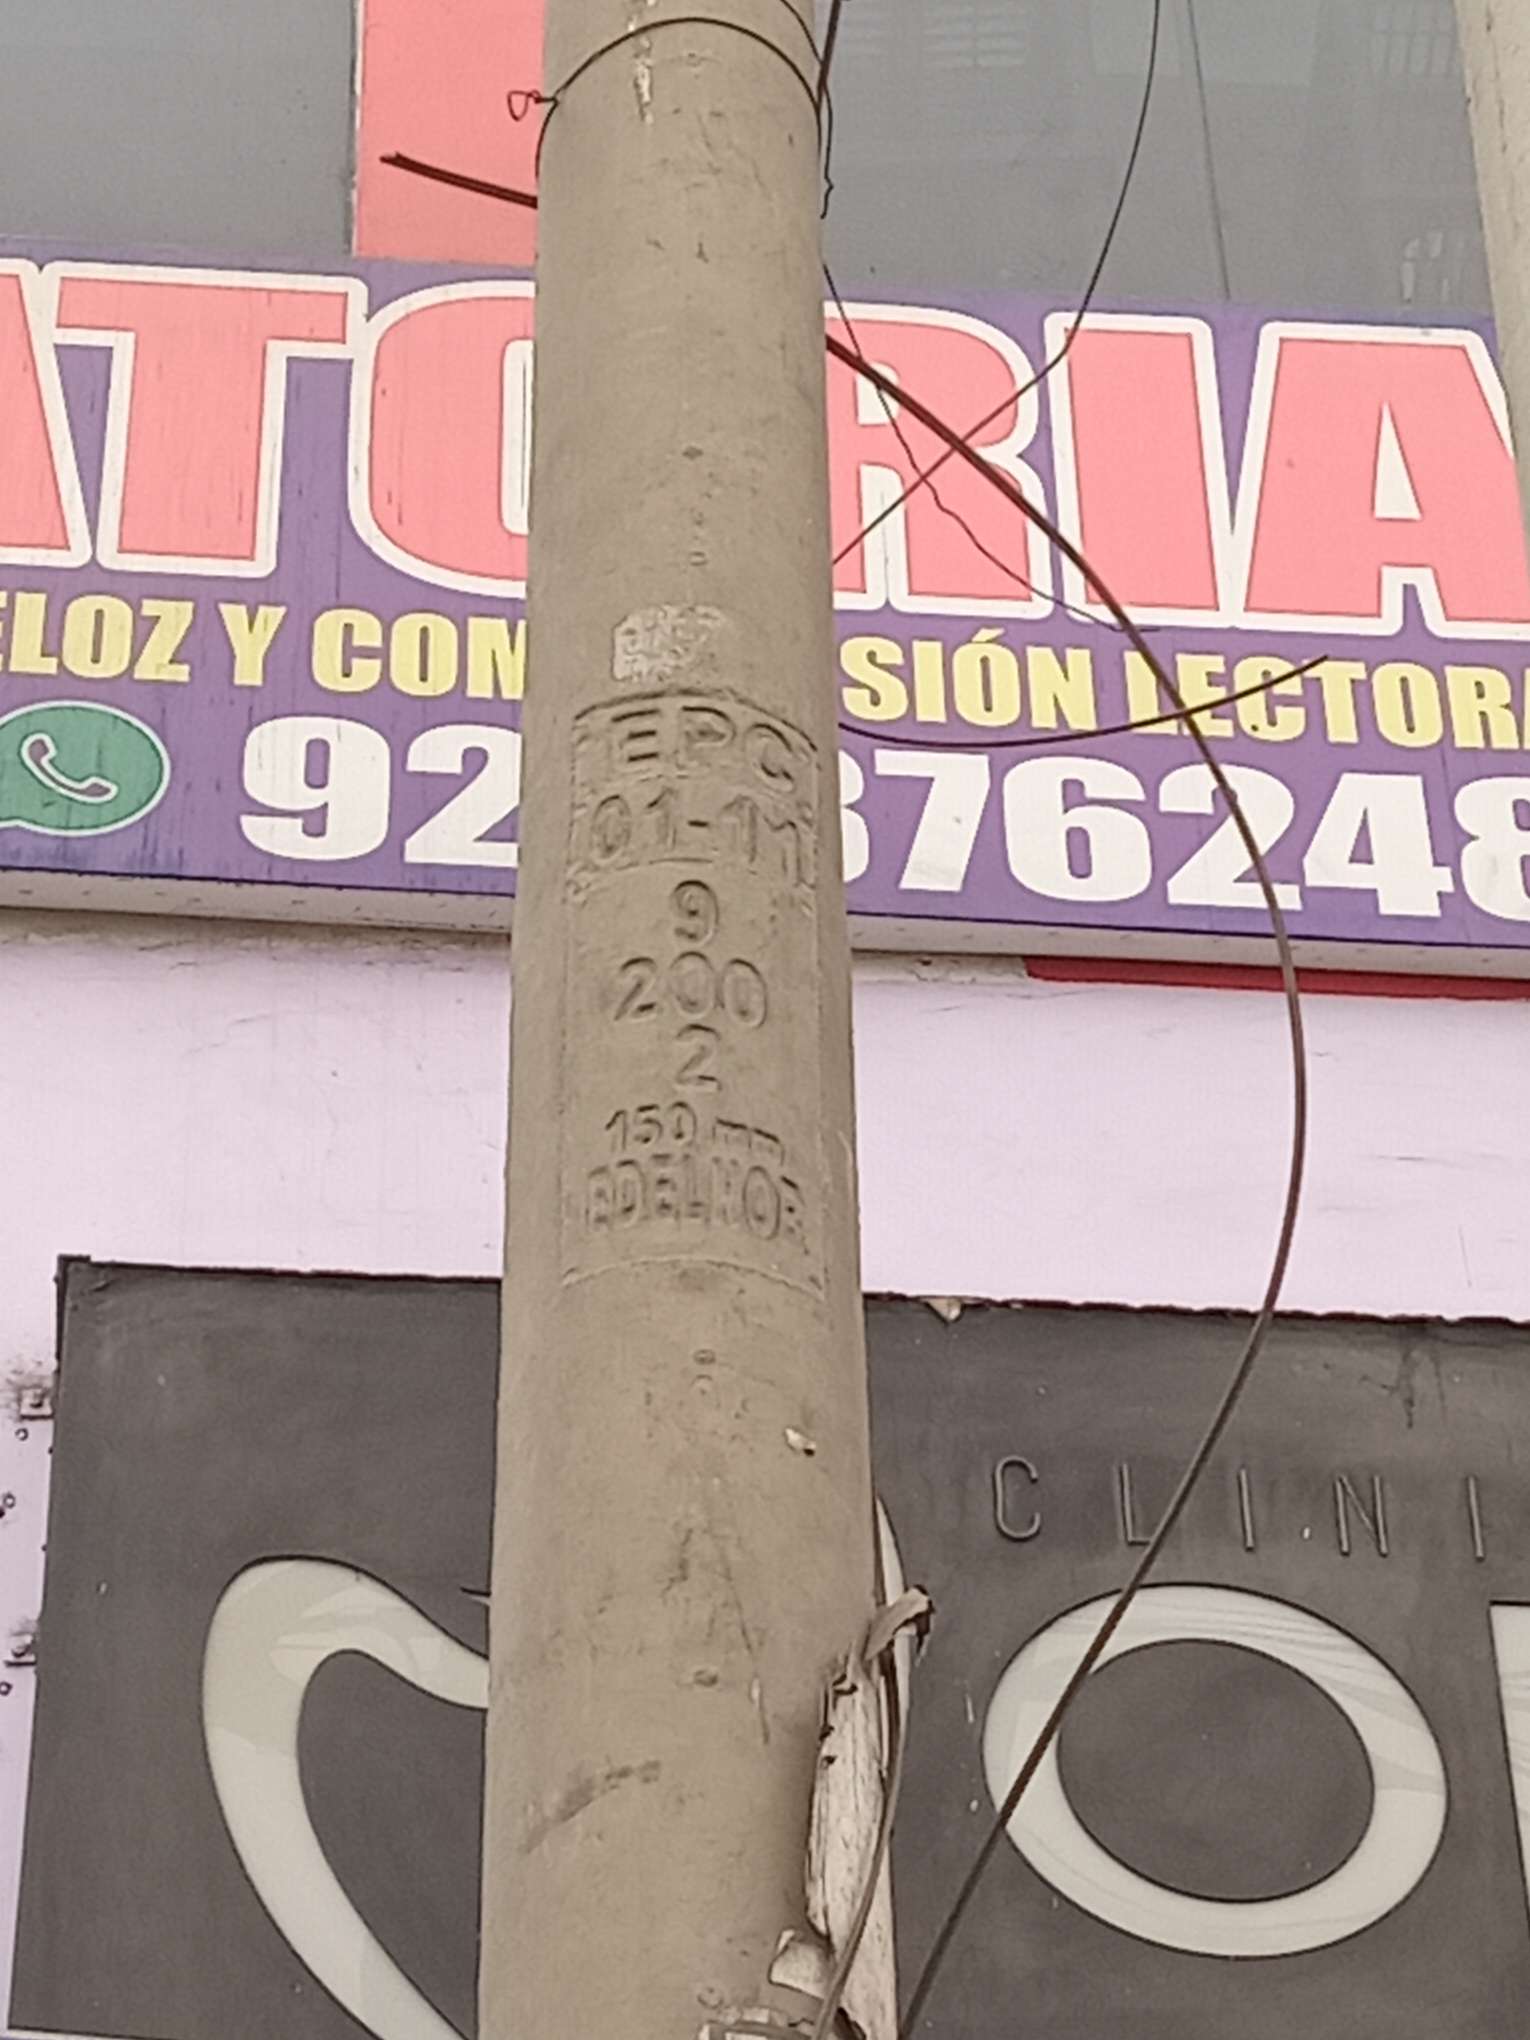 ATORIA
ELOZ Y COM SIÓN LECTORA
92 876248
EPC
01-11
9
200
2
150 mm
EDELNOR
CLINI